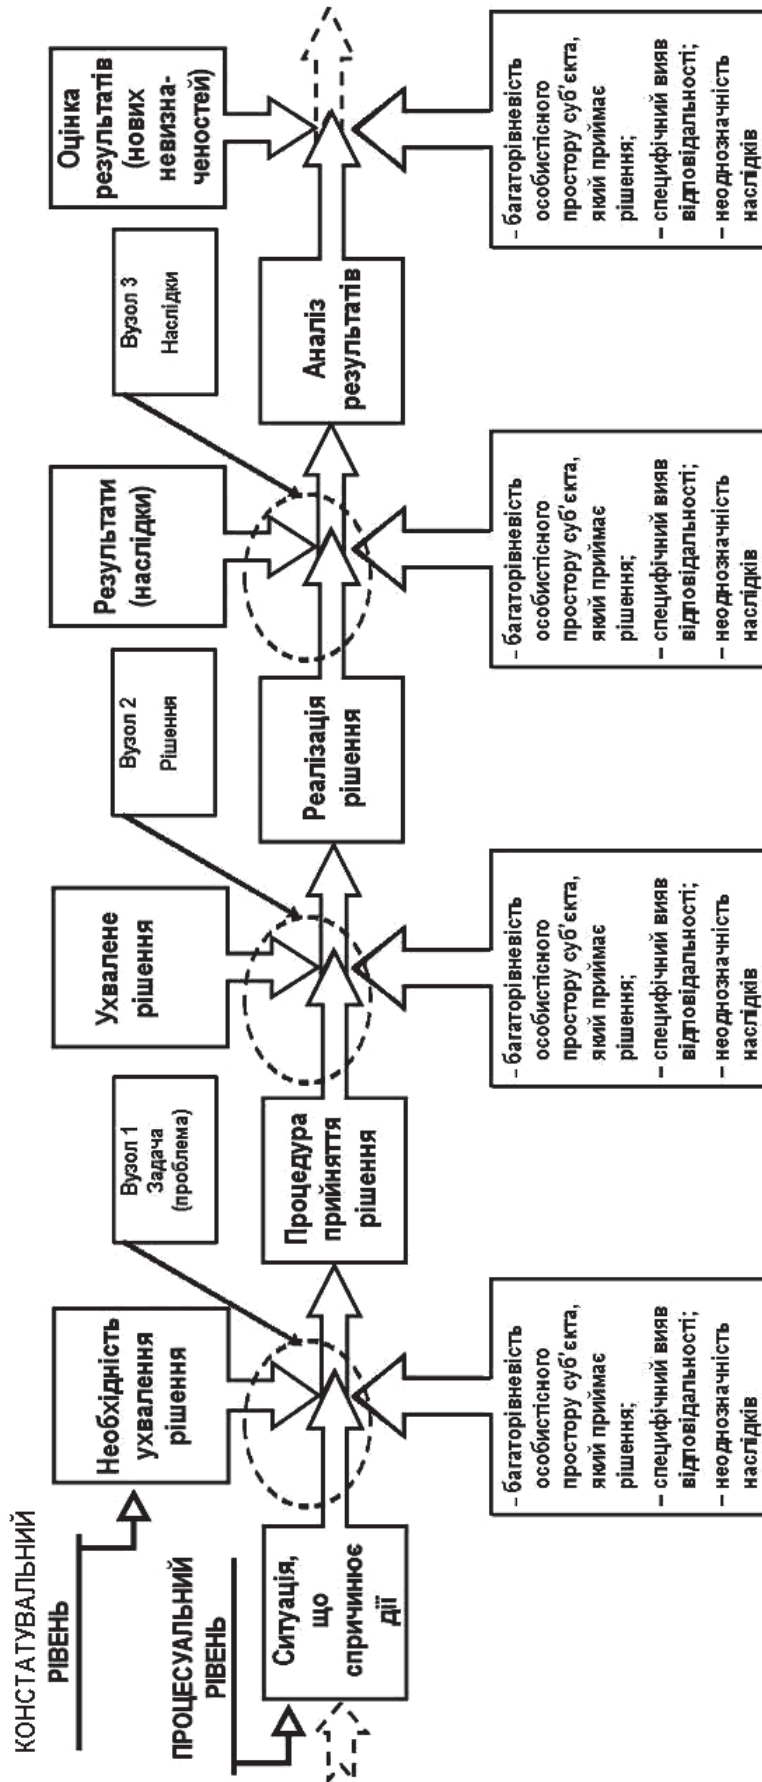 КОНСТАТУВАЛЬНИЙ
РІВЕНЬ
Необхідність
ухвалення
рішення
Ухвалене
рішення
Результати
(наслідки)
Оцінка
результатів
(нових
невизна-
ченостей)
Вузол 1
Задача
(проблема)
Вузол 2
Рішення
Вузол 3
Наслідки
ПРОЦЕСУАЛЬНИЙ
РІВЕНЬ
Ситуація,
що
спричинює
дії
Процедура
прийняття
рішення
Реалізація
рішення
Аналіз
результатів
– багаторівневість
особистісного
простору суб'єкта,
який приймає
рішення;
– специфічний вияв
відповідальності;
– неоднозначність
наслідків
– багаторівневість
особистісного
простору суб'єкта,
який приймає
рішення;
– специфічний вияв
відповідальності;
– неоднозначність
наслідків
– багаторівневість
особистісного
простору суб'єкта,
який приймає
рішення;
– специфічний вияв
відповідальності;
– неоднозначність
наслідків
– багаторівневість
особистісного
простору суб'єкта,
який приймає
рішення;
– специфічний вияв
відповідальності;
– неоднозначність
наслідків